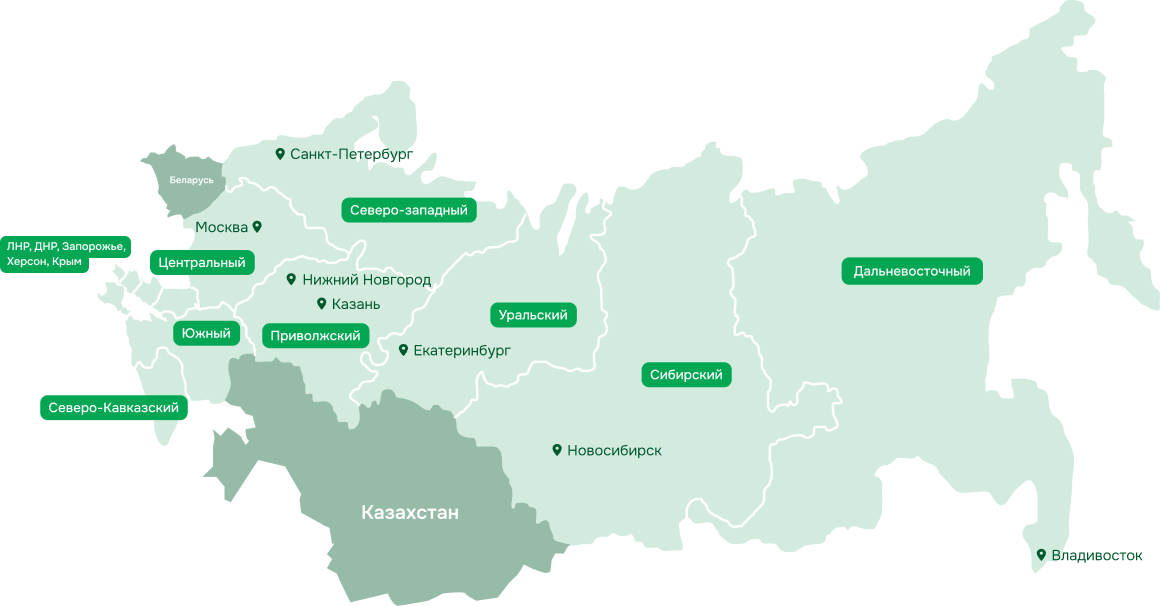 Санкт-Петербург
Беларусь
Северо-западный
Москва
ЛНР, ДНР, Запорожье,
Херсон, Крым
Центральный
Дальневосточный
Нижний Новгород
Казань
Уральский
Южный
Приволжский
Екатеринбург
Сибирский
Северо-Кавказский
Новосибирск
Казахстан
Владивосток